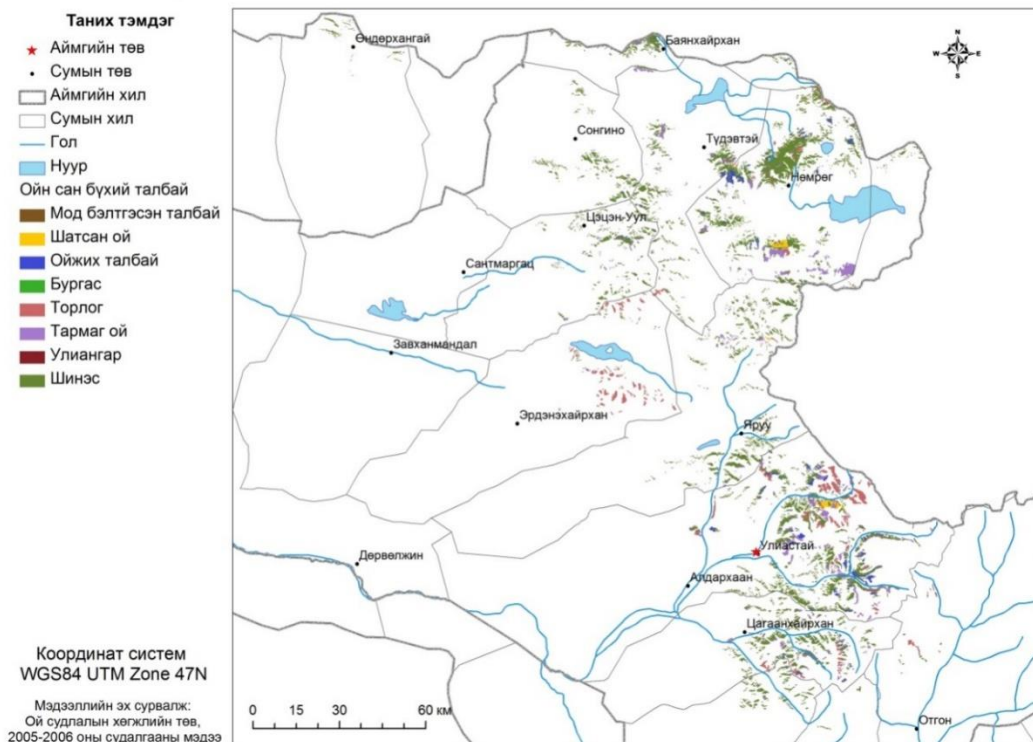 Таних тэмдэг
Аймгийн төв
Сумын төв
Аймгийн хил
Сумын хил
Гол
Нуур
Ойн сан бүхий талбай
Мод бэлтгэсэн талбай
Шатсан ой
Ойжих талбай
Бургас
Торлог
Тармаг ой
Улиангар
Шинэс
Координат систем
WGS84 UTM Zone 47N
Мэдээллийн эх сурвалж:
Ой судлалын хөгжлийн төв,
2005-2006 оны судалгааны мэдээ
Өндөрхангай
Баянхайрхан
N
W E
S
Сонгино
Түдэвтэй
Нөмрөг
Цэцэн-Уул
Сантмаргац
Завханмандал
Эрдэнэхайрхан
Яруу
Улиастай
Дөрвөлжин
Алдархаан
Цагаанхайрхан
Отгон
0 15 30 60 км